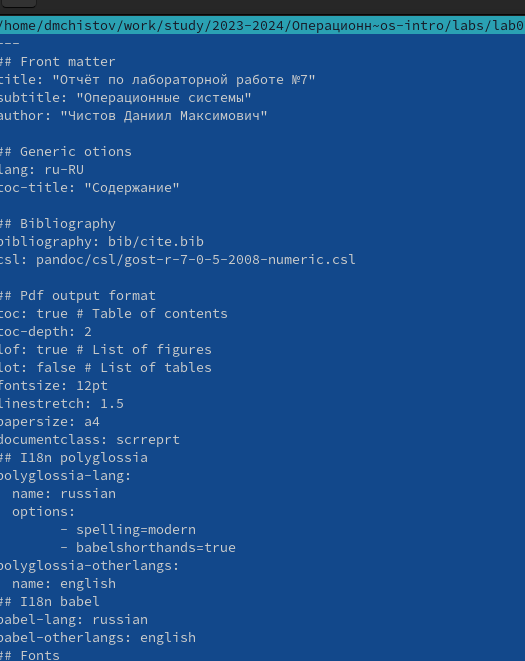 /home/dmchistov/work/study/2023-2024/Операционн~os-intro/labs/lab0
---
## Front matter
title: "Отчёт по лабораторной работе №7"
subtitle: "Операционные системы"
author: "Чистов Даниил Максимович"
## Generic otions
lang: ru-RU
toc-title: "Содержание"
## Bibliography
bibliography: bib/cite.bib
csl: pandoc/csl/gost-r-7-0-5-2008-numeric.csl
## Pdf output format
toc: true # Table of contents
toc-depth: 2
lof: true # List of figures
lot: false # List of tables
fontsize: 12pt
linestretch: 1.5
papersize: a4
documentclass: scrreprt
## I18n polyglossia
polyglossia-lang:
name: russian
options:
- spelling=modern
- babelshorthands=true
polyglossia-otherlangs:
name: english
## I18n babel
babel-lang: russian
babel-otherlangs: english
## Fonts